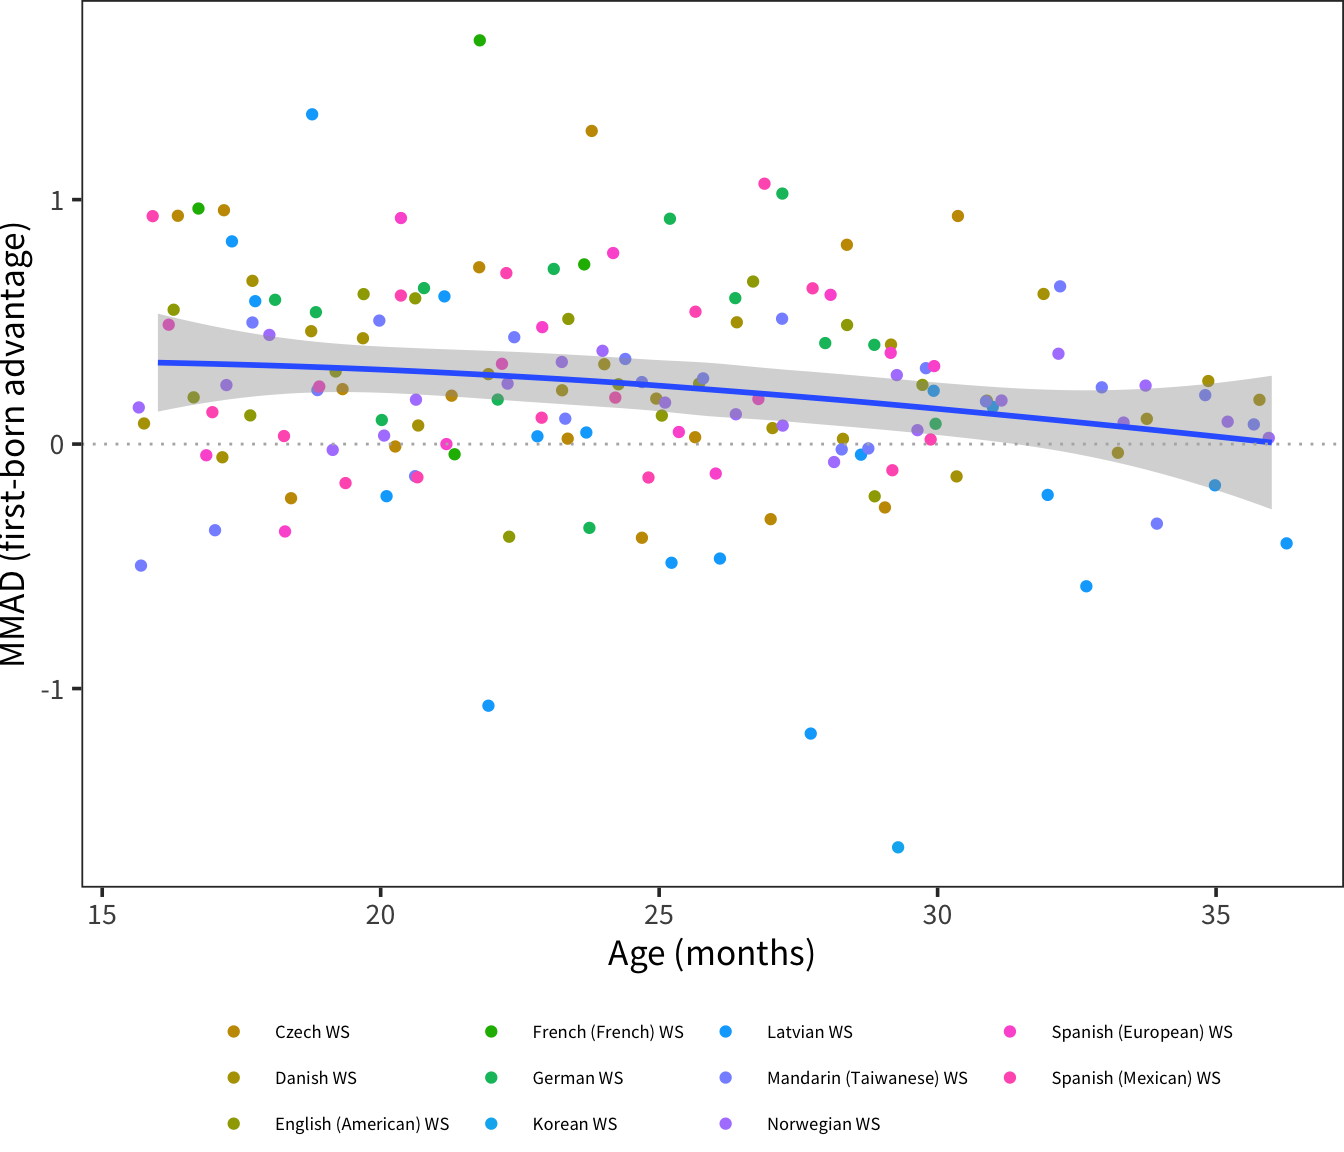 MMAD (first-born advantage)
1
0
-1
15 20 25 30 35
Age (months)
Czech WS French (French) WS Latvian WS Spanish (European) WS
Danish WS German WS Mandarin (Taiwanese) WS Spanish (Mexican) WS
English (American) WS Korean WS Norwegian WS